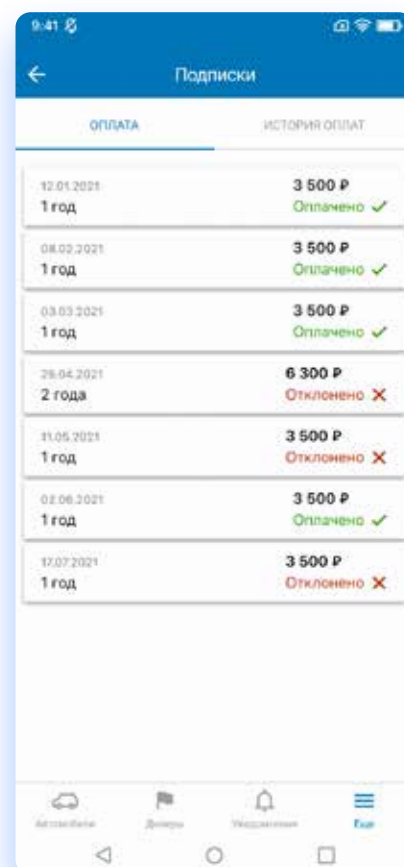 9:41
Подписки
ОПЛАТА
ИСТОРИЯ ОПЛАТ
12.01.2021
3 500 ₽
1 год
Оплачено
08.02.2021
3 500 ₽
1 год
Оплачено
03.03.2021
3 500 ₽
1 год
Оплачено
29.04.2021
6 300 ₽
2 года
Отклонено
31.05.2021
3 500 ₽
1 год
Отклонено
02.06.2021
3 500 ₽
1 год
Оплачено
17.07.2021
3 500 ₽
1 год
Отклонено
Автомобили
Дилеры
Уведомления
Еще